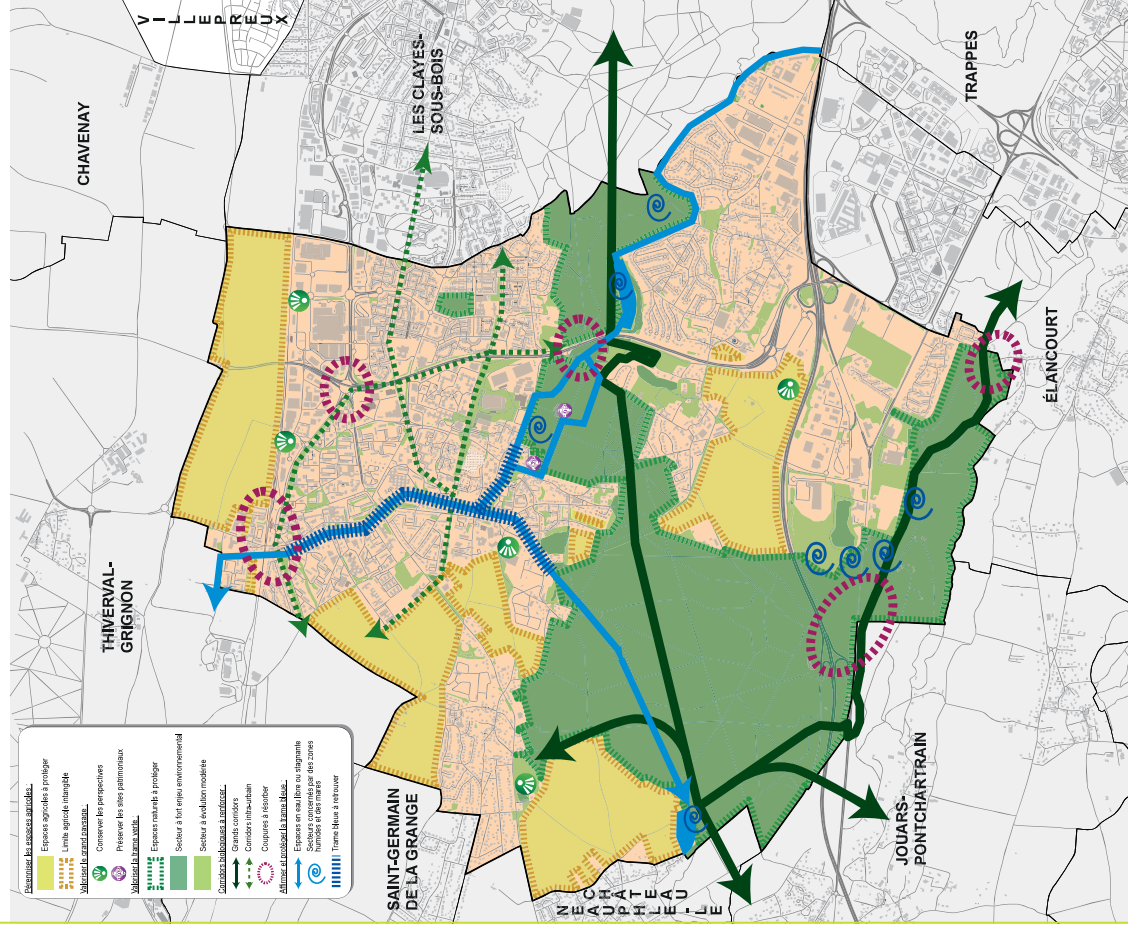 VILLEPREUX
CHAVENAY
LES CLAYES-
SOUS-BOIS
TRAPPES
THIVERVAL-
GRIGNON
ÉLANCOURT
SAINT-GERMAIN
DE LA GRANGE
NEAUPHLE-LE
CHÂTEAU
JOUARS-
PONTCHARTRAIN
Pérenniser les espaces agricoles :
Espaces agricoles à protéger
Limite agricole intangible
Valoriser le grand paysage :
Conserver les perspectives
Préserver les sites patrimoniaux
Valoriser la trame verte :
Espaces naturels à protéger
Secteur à fort enjeu environnemental
Secteur à évolution modérée
Corridors biologiques à renforcer :
Grands corridors
Corridors intra-urbain
Coupures à résorber
Affirmer et protéger la trame bleue :
Espaces en eau libre ou stagnante
Secteurs concernés par des zones
humides et des mares
Trame bleue à retrouver